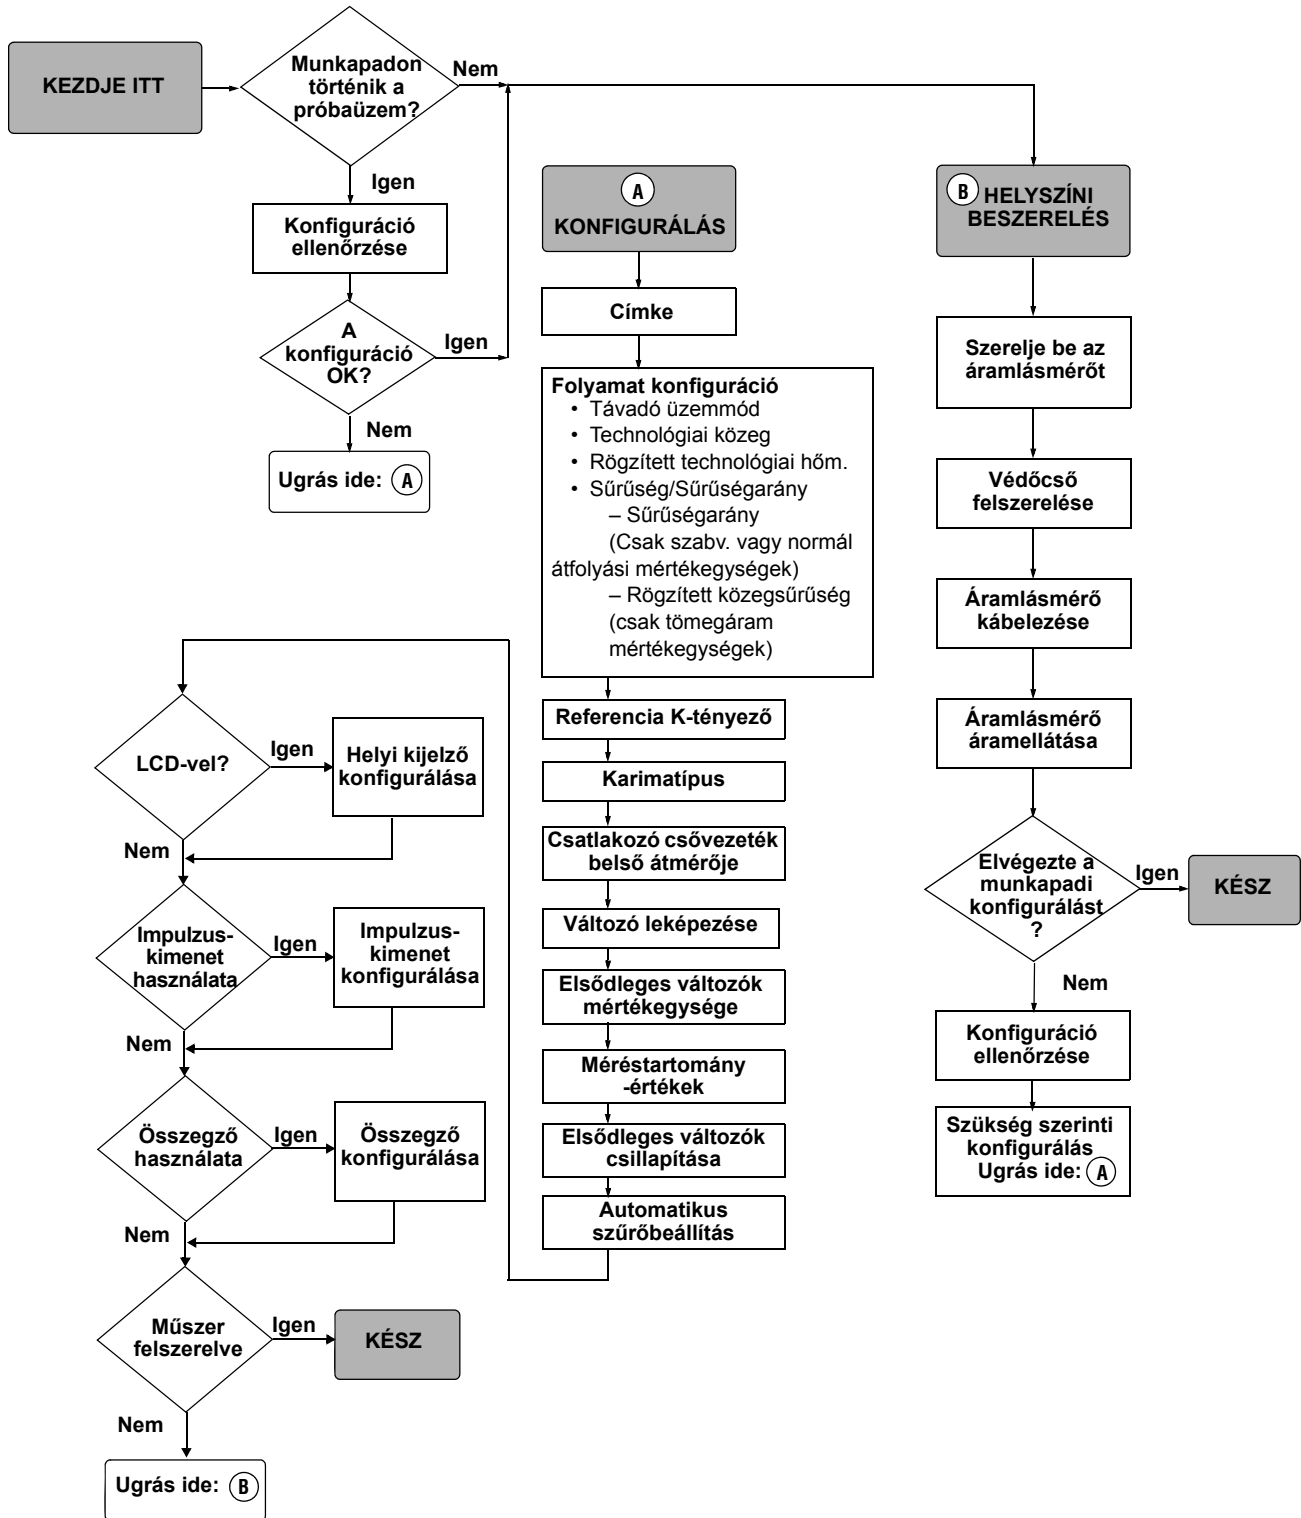 KEZDJE ITT
Munkapadon
történik a
próbaüzem?
Nem
Igen
Konfiguráció
ellenőrzése
A
konfiguráció
OK?
Igen
Nem
Ugrás ide: A
A
KONFIGURÁLÁS
Címke
Folyamat konfiguráció
• Távadó üzemmód
• Technológiai közeg
• Rögzített technológiai hőm.
• Sűrűség/Sűrűségarány
– Sűrűségarány
(Csak szabv. vagy normál
átfolyási mértékegységek)
– Rögzített közegsűrűség
(csak tömegáram
mértékegységek)
Referencia K-tényező
Karimatípus
Csatlakozó csővezeték
belső átmérője
Változó leképezése
Elsődleges változók
mértékegysége
Méréstartomány
-értékek
Elsődleges változók
csillapítása
Automatikus
szűrőbeállítás
LCD-vel?
Igen
Helyi kijelző
konfigurálása
Nem
Impulzus-
kimenet
használata
Igen
Impulzus-
kimenet
konfigurálása
Nem
Összegző
használata
Igen
Összegző
konfigurálása
Nem
Műszer
felszerelve
Igen
KÉSZ
Nem
Ugrás ide: B
B HELYSZÍNI
BESZERELÉS
Szerelje be az
áramlásmérőt
Védőcső
felszerelése
Áramlásmérő
kábelezése
Áramlásmérő
áramellátása
Elvégezte a
munkapadi
konfigurálást
?
Igen
KÉSZ
Nem
Konfiguráció
ellenőrzése
Szükség szerinti
konfigurálás
Ugrás ide: A